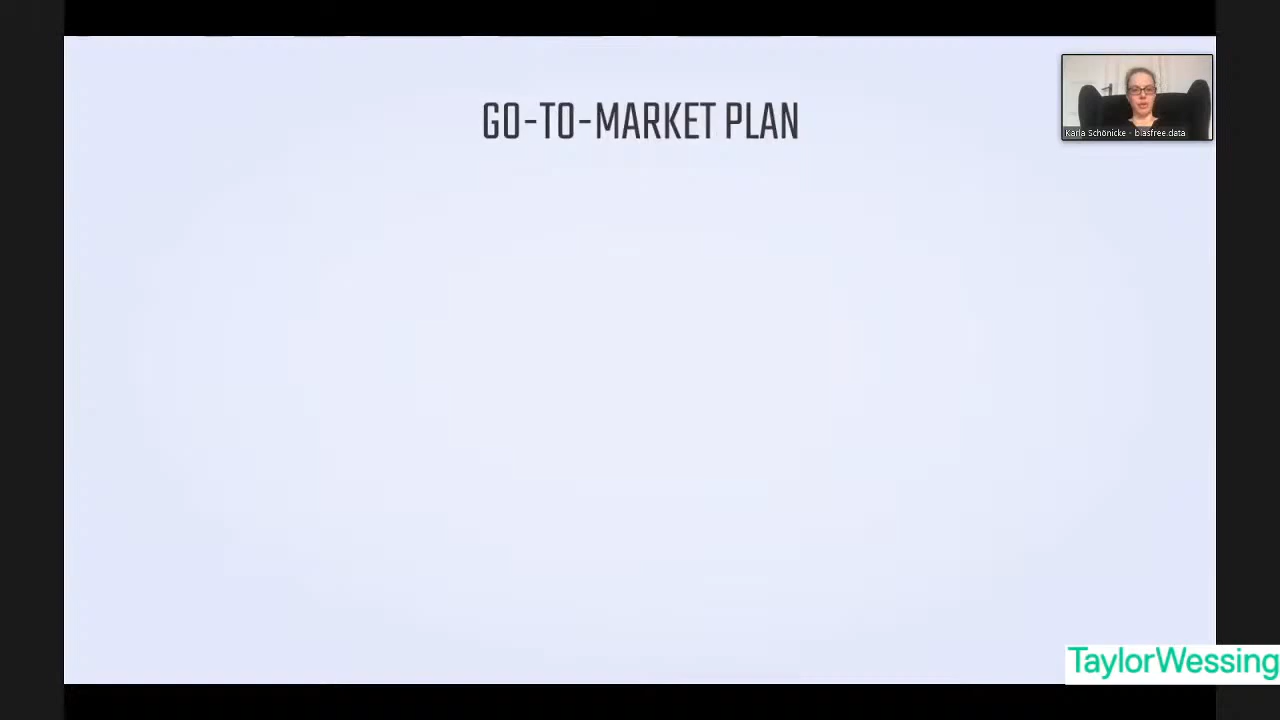 GO-TO-MARKET PLAN
Karla Schönicke - biasfree.data
TaylorWessing